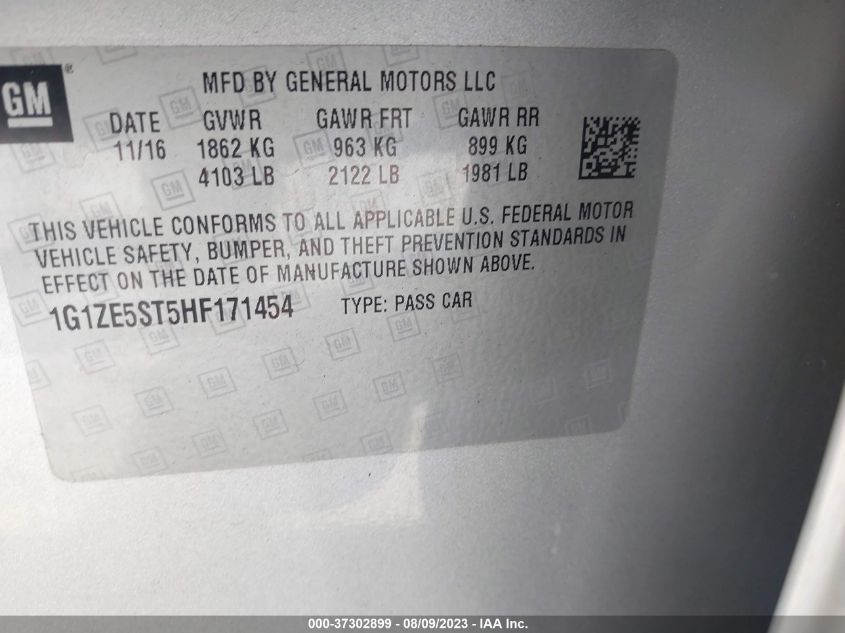 GM®
MFD BY GENERAL MOTORS LLC
DATE GVWR GAWR FRT GAWR RR
11/16 1862 KG 963 KG 899 KG
4103 LB 2122 LB 1981 LB
THIS VEHICLE CONFORMS TO ALL APPLICABLE U.S. FEDERAL MOTOR
VEHICLE SAFETY, BUMPER, AND THEFT PREVENTION STANDARDS IN
EFFECT ON THE DATE OF MANUFACTURE SHOWN ABOVE.
1G1ZE5ST5HF171454 TYPE: PASS CAR
000-37302899 - 08/09/2023 - IAA Inc.